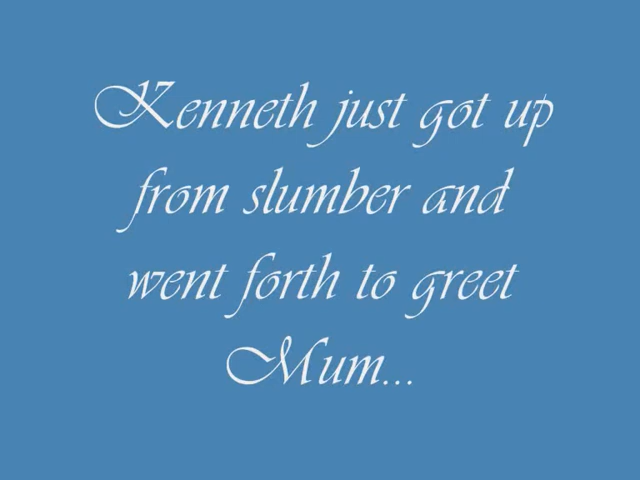 Kenneth just got up
from slumber and
went forth to greet
Mum...